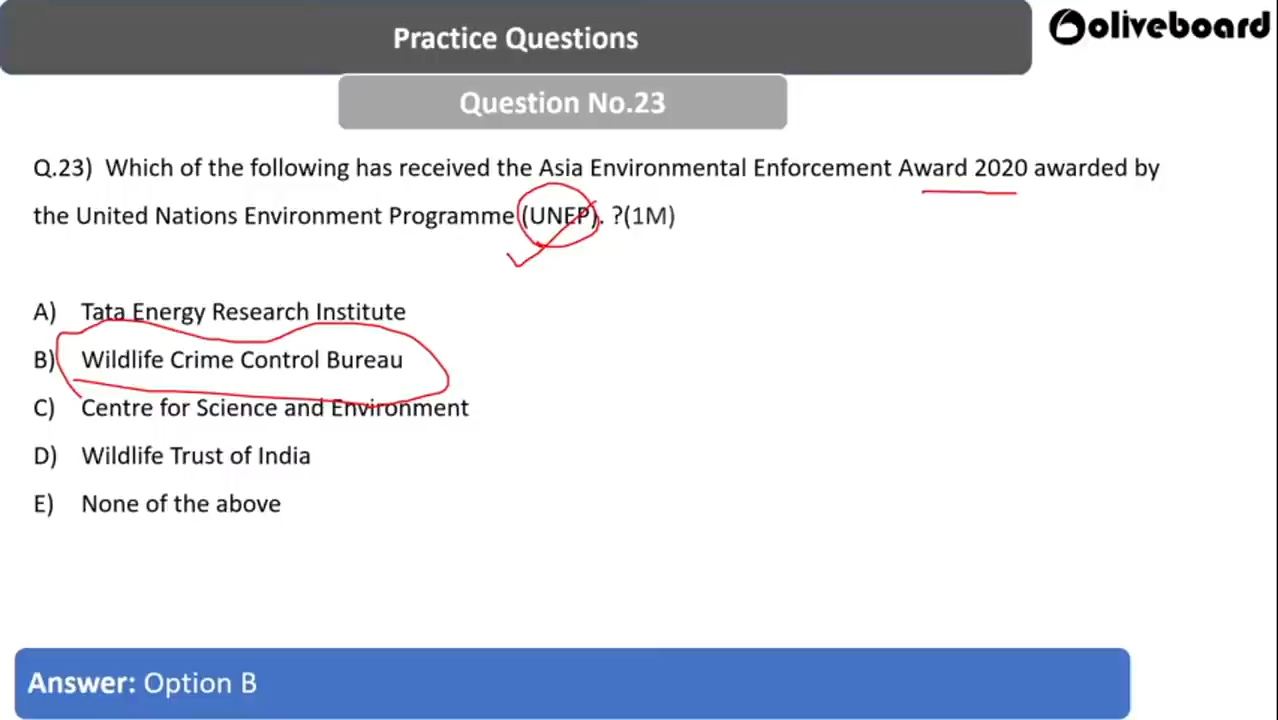 Practice Questions
oliveboard
Question No.23
Q.23) Which of the following has received the Asia Environmental Enforcement Award 2020 awarded by
the United Nations Environment Programme (UNEP). ?(1M)
A) Tata Energy Research Institute
B) Wildlife Crime Control Bureau
C) Centre for Science and Environment
D) Wildlife Trust of India
E) None of the above
Answer: Option B